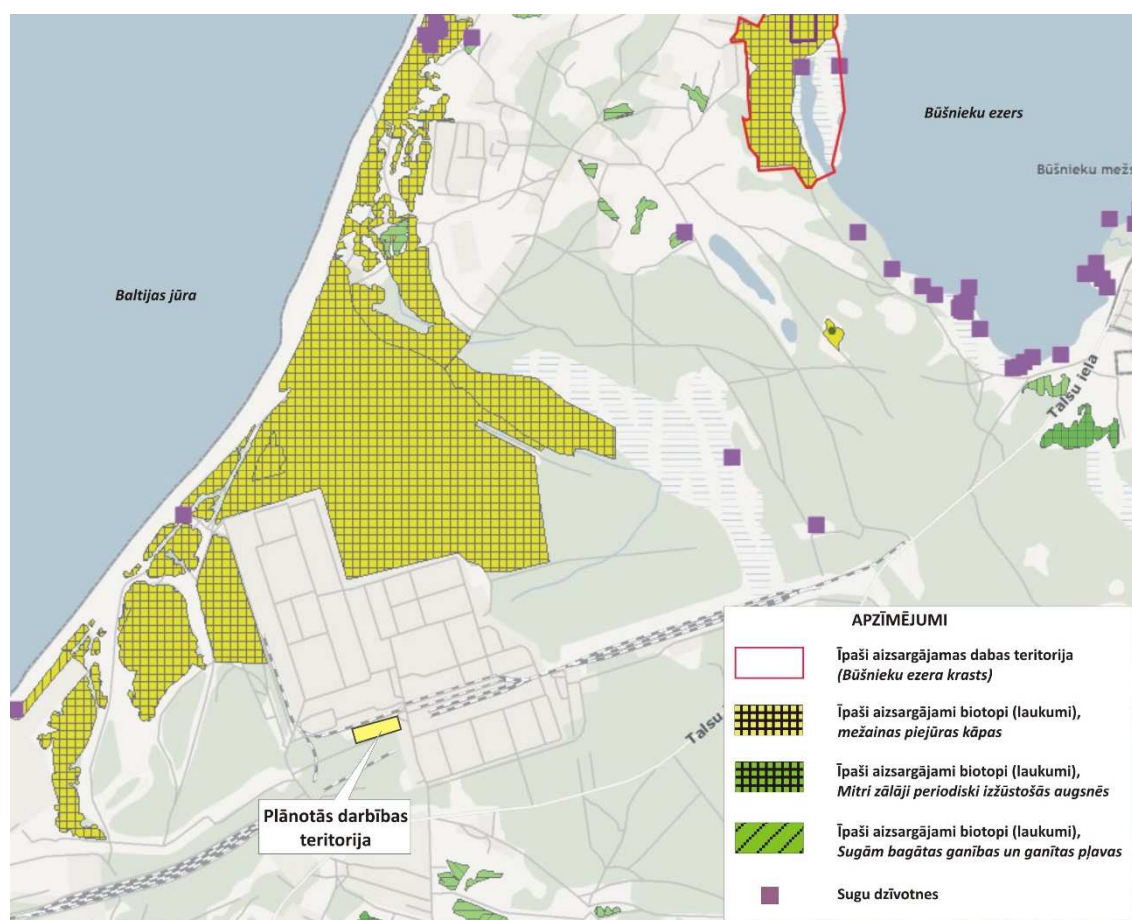 Būšnieku ezers
Būšnieku mežs
Baltijas jūra
Talsu iela
Talsu
Plānotās darbības
teritorija
APZĪMĒJUMI
Īpaši aizsargājamas dabas teritorija
(Būšnieku ezera krasts)
Īpaši aizsargājami biotopi (laukumi),
mežainas piejūras kāpas
Īpaši aizsargājami biotopi (laukumi),
Mitri zālāji periodiski izžūstošās augsnēs
Īpaši aizsargājami biotopi (laukumi),
Sugām bagātas ganības un ganītas pļavas
Sugu dzīvotnes